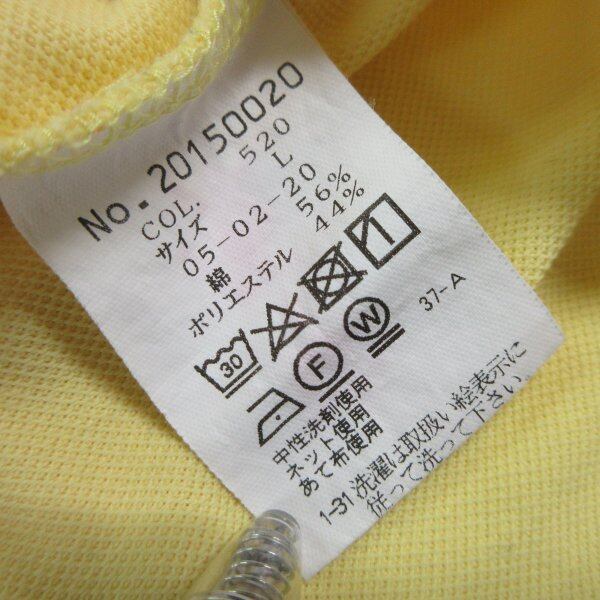 No. 20150020
COL. 520
サイズ L
05-02-20
綿 56%
ポリエステル 44%
30
F W
37-A
中性洗剤使用
ネット使用
あて布使用
1-31 洗濯は取扱い絵表示に
従って洗って下さい。